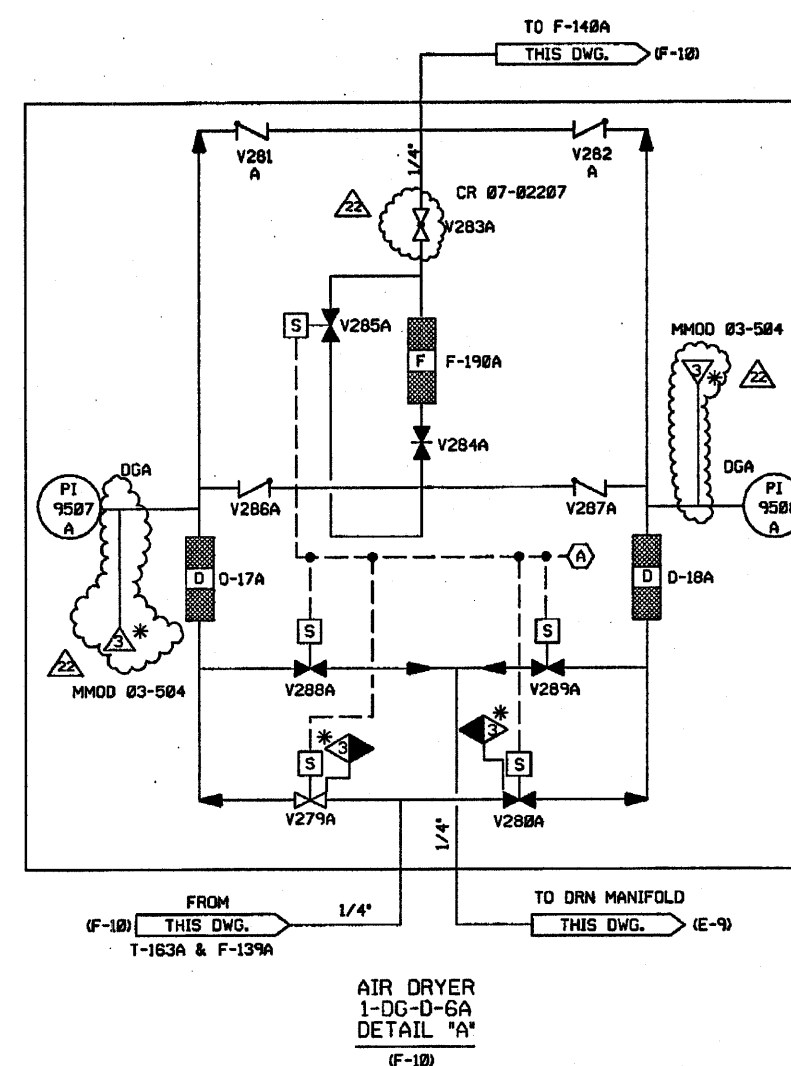 TO F-140A
THIS DWG.
(F-10)
V281
A
V282
A
1/4"
CR 07-02207
22
V283A
S
V285A
F
F-190A
MMOD 03-504
3
*
22
V284A
DGA
DGA
PI
9507
A
PI
9508
A
V286A
V287A
A
D
D-17A
D
D-18A
S
S
3
*
22
MMOD 03-504
V288A
V289A
*
3
*
3
S
S
V279A
V280A
1/4"
FROM
(F-10)
THIS DWG.
1/4"
T-163A & F-139A
TO DRN MANIFOLD
THIS DWG.
(E-9)
AIR DRYER
1-DG-D-6A
DETAIL "A"
(F-10)